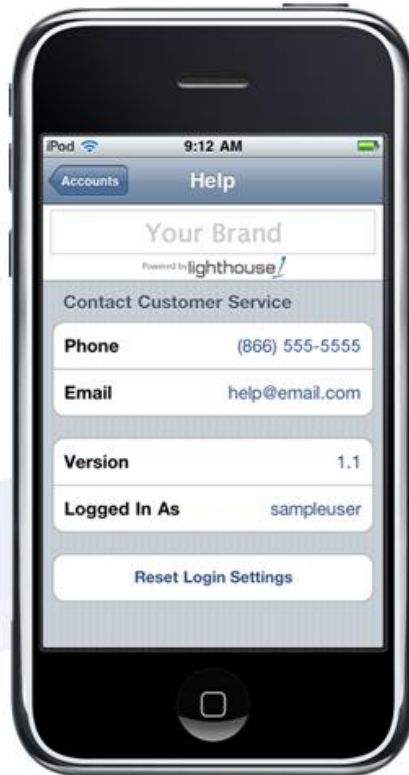 iPod 9:12 AM
Accounts Help
Your Brand
Powered by lighthouse1
Contact Customer Service
Phone (866) 555-5555
Email help@email.com
Version 1.1
Logged In As sampleuser
Reset Login Settings